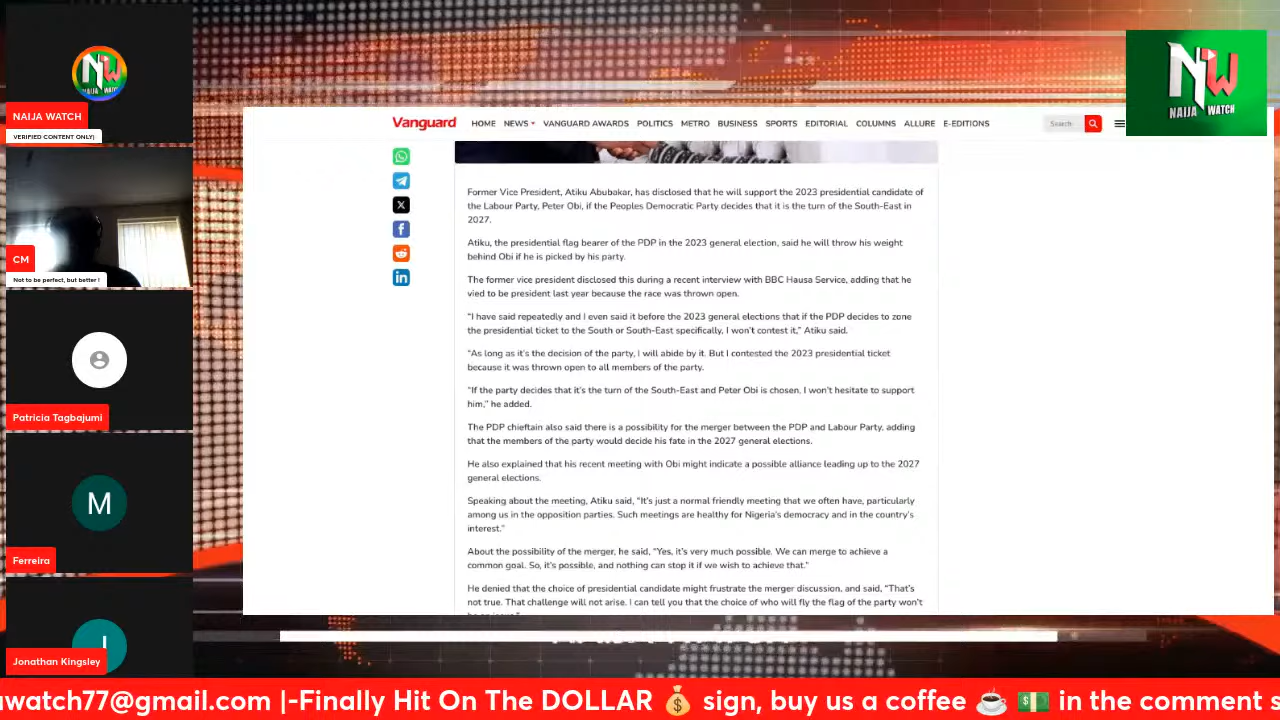 NW
NAIJA WATCH
NAIJA WATCH
VERIFIED CONTENT ONLY)
CM
Not to be perfect, but better !
Patricia Tagbajumi
M
Ferreira
J
Jonathan Kingsley
Vanguard HOME NEWS VANGUARD AWARDS POLITICS METRO BUSINESS SPORTS EDITORIAL COLUMNS ALLURE E-EDITIONS Search
NW
NAIJA WATCH
Former Vice President, Atiku Abubakar, has disclosed that he will support the 2023 presidential candidate of
the Labour Party, Peter Obi, if the Peoples Democratic Party decides that it is the turn of the South-East in
2027.
Atiku, the presidential flag bearer of the PDP in the 2023 general election, said he will throw his weight
behind Obi if he is picked by his party.
The former vice president disclosed this during a recent interview with BBC Hausa Service, adding that he
vied to be president last year because the race was thrown open.
“I have said repeatedly and I even said it before the 2023 general elections that if the PDP decides to zone
the presidential ticket to the South or South-East specifically, I won’t contest it,” Atiku said.
“As long as it’s the decision of the party, I will abide by it. But I contested the 2023 presidential ticket
because it was thrown open to all members of the party.
“If the party decides that it’s the turn of the South-East and Peter Obi is chosen, I won’t hesitate to support
him,” he added.
The PDP chieftain also said there is a possibility for the merger between the PDP and Labour Party, adding
that the members of the party would decide his fate in the 2027 general elections.
He also explained that his recent meeting with Obi might indicate a possible alliance leading up to the 2027
general elections.
Speaking about the meeting, Atiku said, “It’s just a normal friendly meeting that we often have, particularly
among us in the opposition parties. Such meetings are healthy for Nigeria’s democracy and in the country’s
interest.”
About the possibility of the merger, he said, “Yes, it’s very much possible. We can merge to achieve a
common goal. So, it’s possible, and nothing can stop it if we wish to achieve that.”
He denied that the choice of presidential candidate might frustrate the merger discussion, and said, “That’s
not true. That challenge will not arise. I can tell you that the choice of who will fly the flag of the party won’t
awatch77@gmail.com |-Finally Hit On The DOLLAR 💰 sign, buy us a coffee ☕ 💵 in the comment s